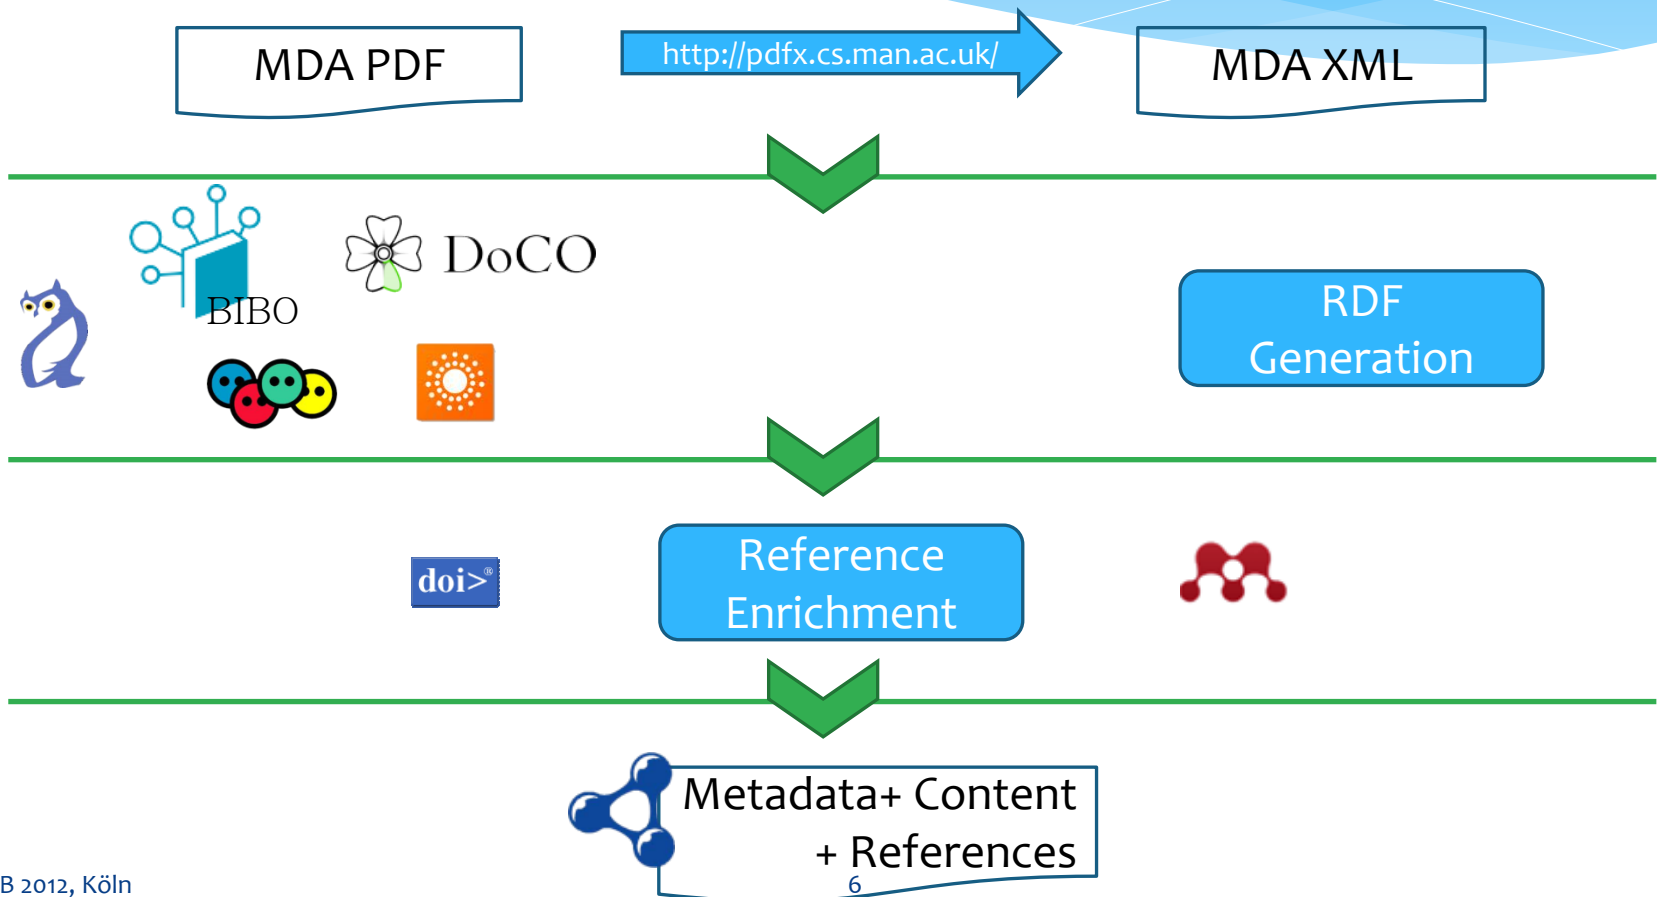 MDA PDF
http://pdfx.cs.man.ac.uk/
MDA XML
DoCO
BIBO
RDF
Generation
doi>®
Reference
Enrichment
Metadata+ Content
+ References
B 2012, Köln
6